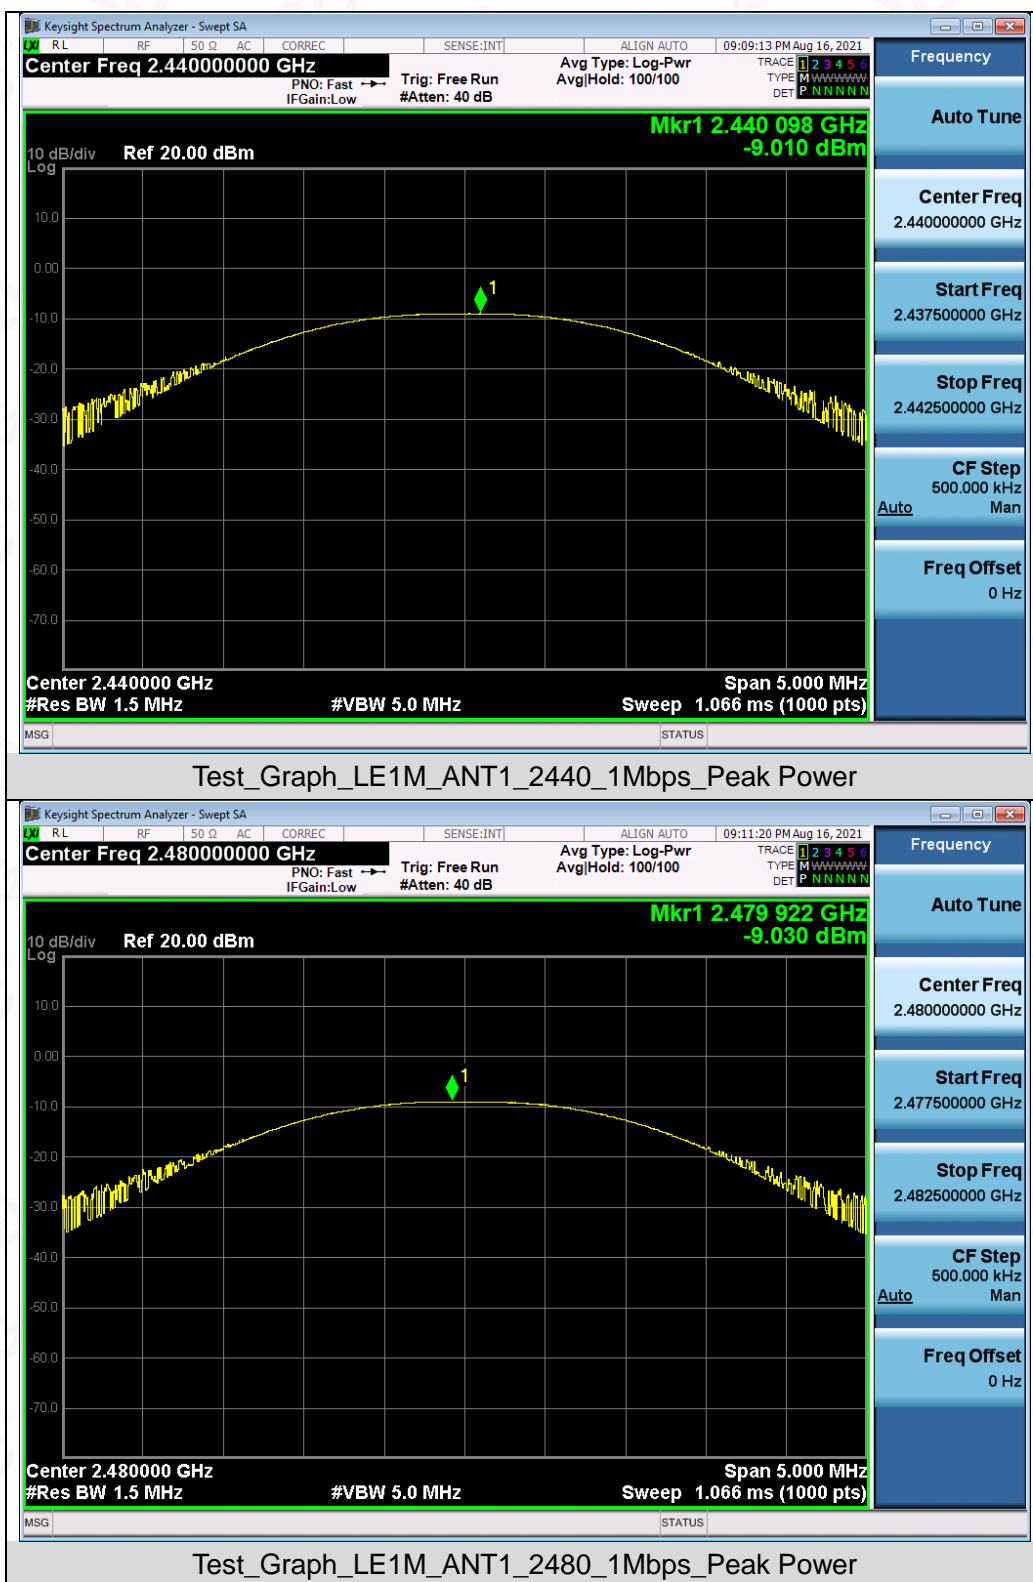 Keysight Spectrum Analyzer - Swept SA
LXI RL RF 50 Ω AC CORREC SENSE:INT ALIGN AUTO 09:09:13 PM Aug 16, 2021
Center Freq 2.440000000 GHz
PNO: Fast
IFGain:Low
Trig: Free Run
#Atten: 40 dB
Avg Type: Log-Pwr
Avg|Hold: 100/100
TRACE 1 2 3 4 5 6
TYPE M WWWWW
DET P N N N N N
Mkr1 2.440 098 GHz
-9.010 dBm
10 dB/div Ref 20.00 dBm
Log
10.0
0.00
-10.0
-20.0
-30.0
-40.0
-50.0
-60.0
-70.0
1
Center 2.440000 GHz Span 5.000 MHz
#Res BW 1.5 MHz #VBW 5.0 MHz Sweep 1.066 ms (1000 pts)
MSG STATUS
Frequency
Auto Tune
Center Freq
2.440000000 GHz
Start Freq
2.437500000 GHz
Stop Freq
2.442500000 GHz
CF Step
500.000 kHz
Auto Man
Freq Offset
0 Hz
Test_Graph_LE1M_ANT1_2440_1Mbps_Peak Power
Keysight Spectrum Analyzer - Swept SA
LXI RL RF 50 Ω AC CORREC SENSE:INT ALIGN AUTO 09:11:20 PM Aug 16, 2021
Center Freq 2.480000000 GHz
PNO: Fast
IFGain:Low
Trig: Free Run
#Atten: 40 dB
Avg Type: Log-Pwr
Avg|Hold: 100/100
TRACE 1 2 3 4 5 6
TYPE M WWWWW
DET P N N N N N
Mkr1 2.479 922 GHz
-9.030 dBm
10 dB/div Ref 20.00 dBm
Log
10.0
0.00
-10.0
-20.0
-30.0
-40.0
-50.0
-60.0
-70.0
1
Center 2.480000 GHz Span 5.000 MHz
#Res BW 1.5 MHz #VBW 5.0 MHz Sweep 1.066 ms (1000 pts)
MSG STATUS
Frequency
Auto Tune
Center Freq
2.480000000 GHz
Start Freq
2.477500000 GHz
Stop Freq
2.482500000 GHz
CF Step
500.000 kHz
Auto Man
Freq Offset
0 Hz
Test_Graph_LE1M_ANT1_2480_1Mbps_Peak Power